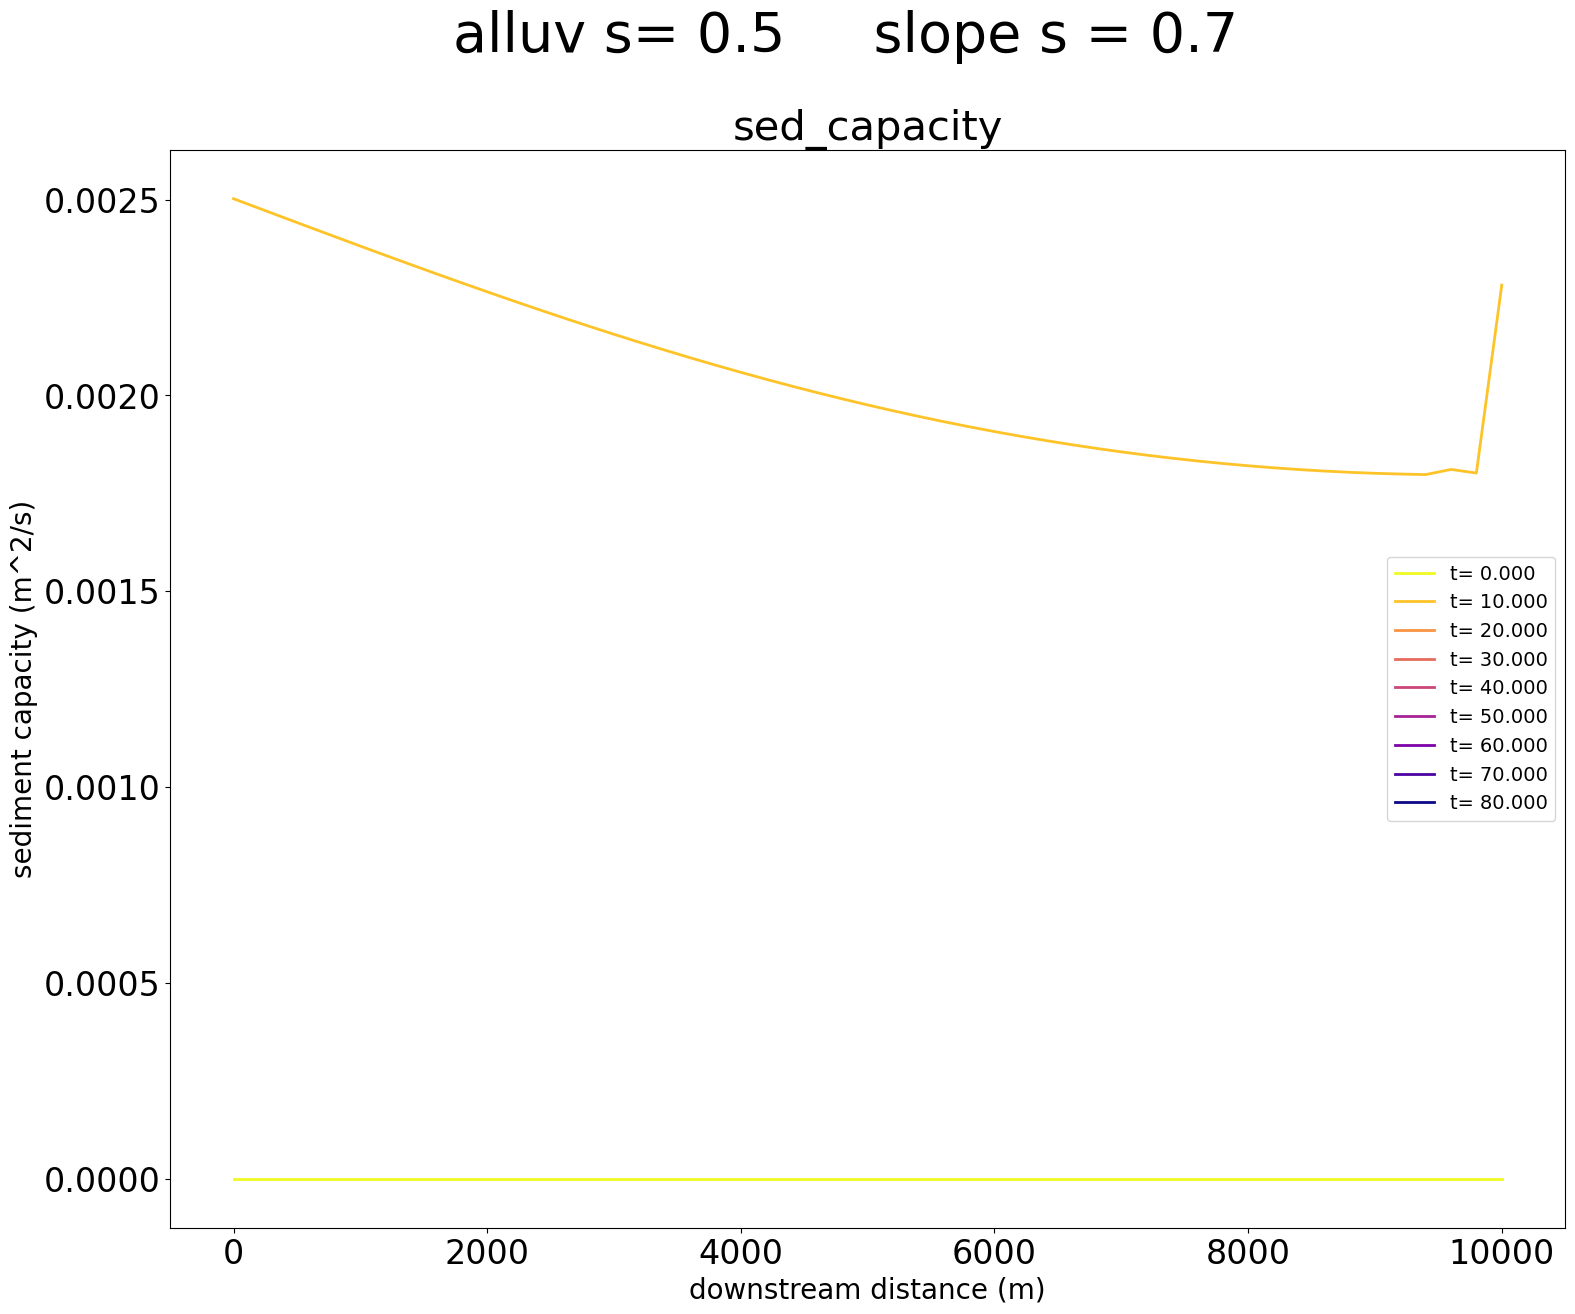 alluv s= 0.5 slope s = 0.7
sed_capacity
sediment capacity (m^2/s)
0.0025
0.0020
0.0015
0.0010
0.0005
0.0000
t= 0.000
t= 10.000
t= 20.000
t= 30.000
t= 40.000
t= 50.000
t= 60.000
t= 70.000
t= 80.000
0 2000 4000 6000 8000 10000
downstream distance (m)